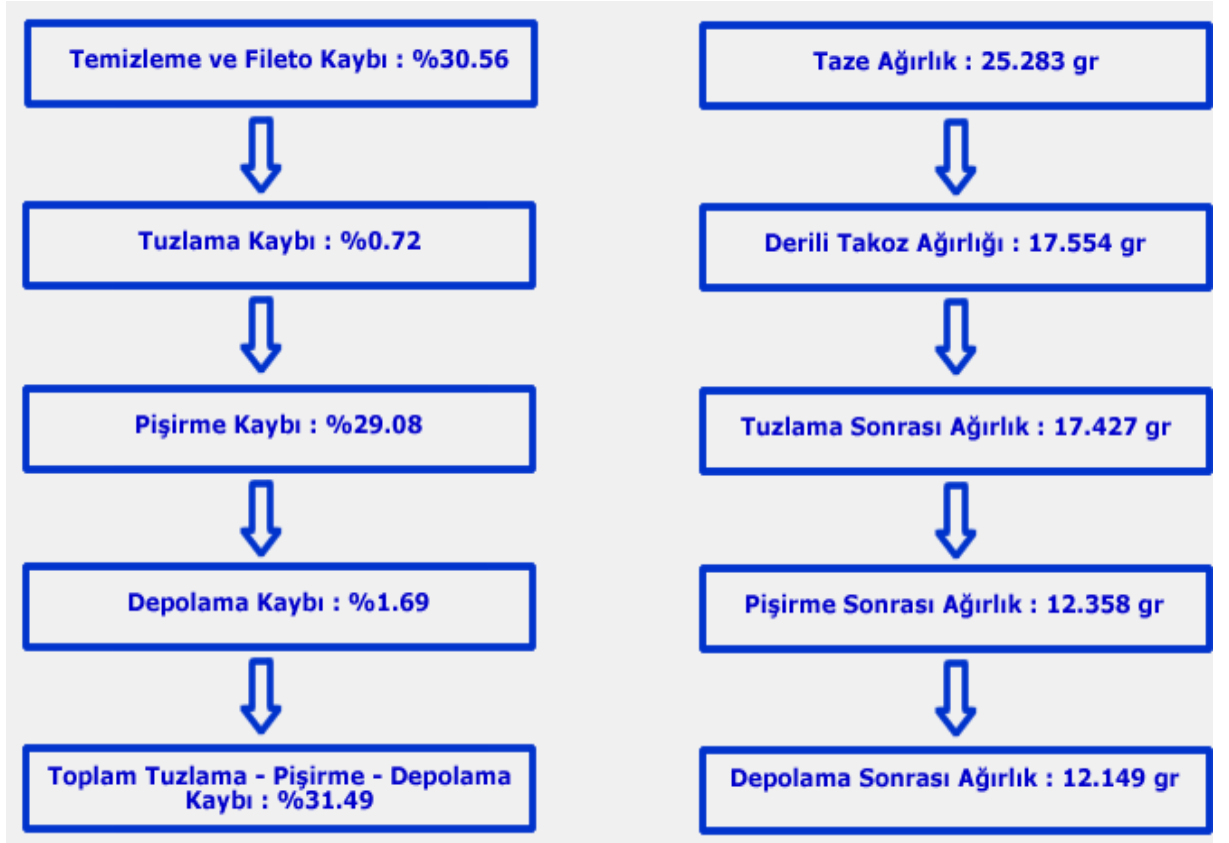 Temizleme ve Fileto Kaybı : %30.56
Tuzlama Kaybı : %0.72
Pişirme Kaybı : %29.08
Depolama Kaybı : %1.69
Toplam Tuzlama - Pişirme - Depolama
Kaybı : %31.49
Taze Ağırlık : 25.283 gr
Derili Takoz Ağırlığı : 17.554 gr
Tuzlama Sonrası Ağırlık : 17.427 gr
Pişirme Sonrası Ağırlık : 12.358 gr
Depolama Sonrası Ağırlık : 12.149 gr